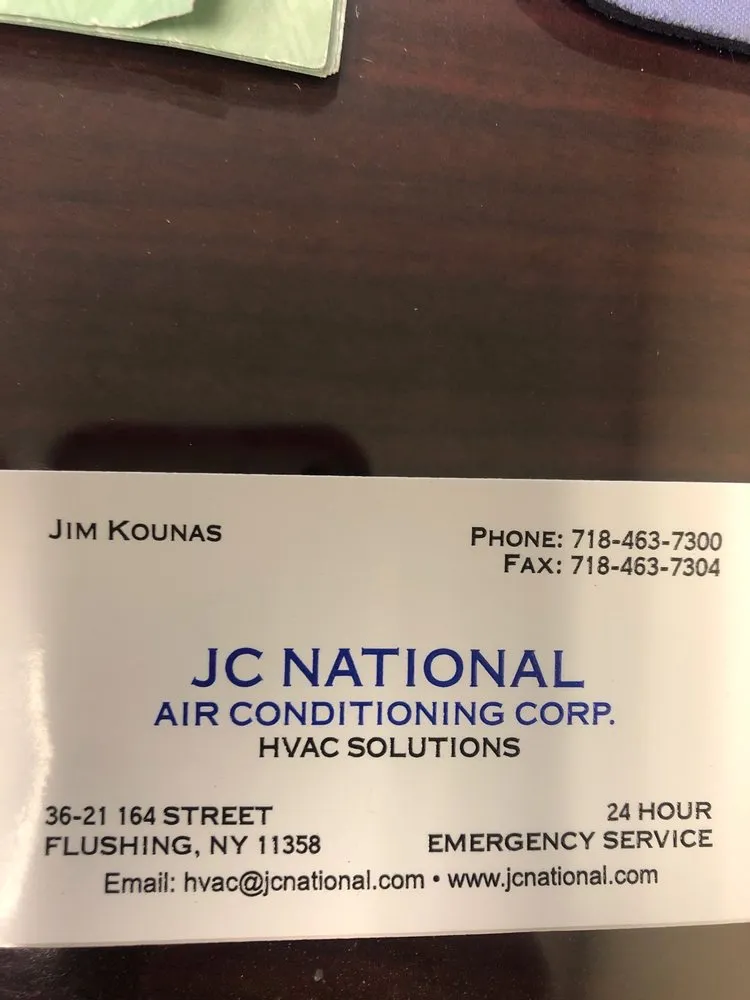 JIM KOUNAS
PHONE: 718-463-7300
FAX: 718-463-7304
JC NATIONAL
AIR CONDITIONING CORP.
HVAC SOLUTIONS
36-21 164 STREET
FLUSHING, NY 11358
24 HOUR
EMERGENCY SERVICE
Email: hvac@jcnational.com • www.jcnational.com